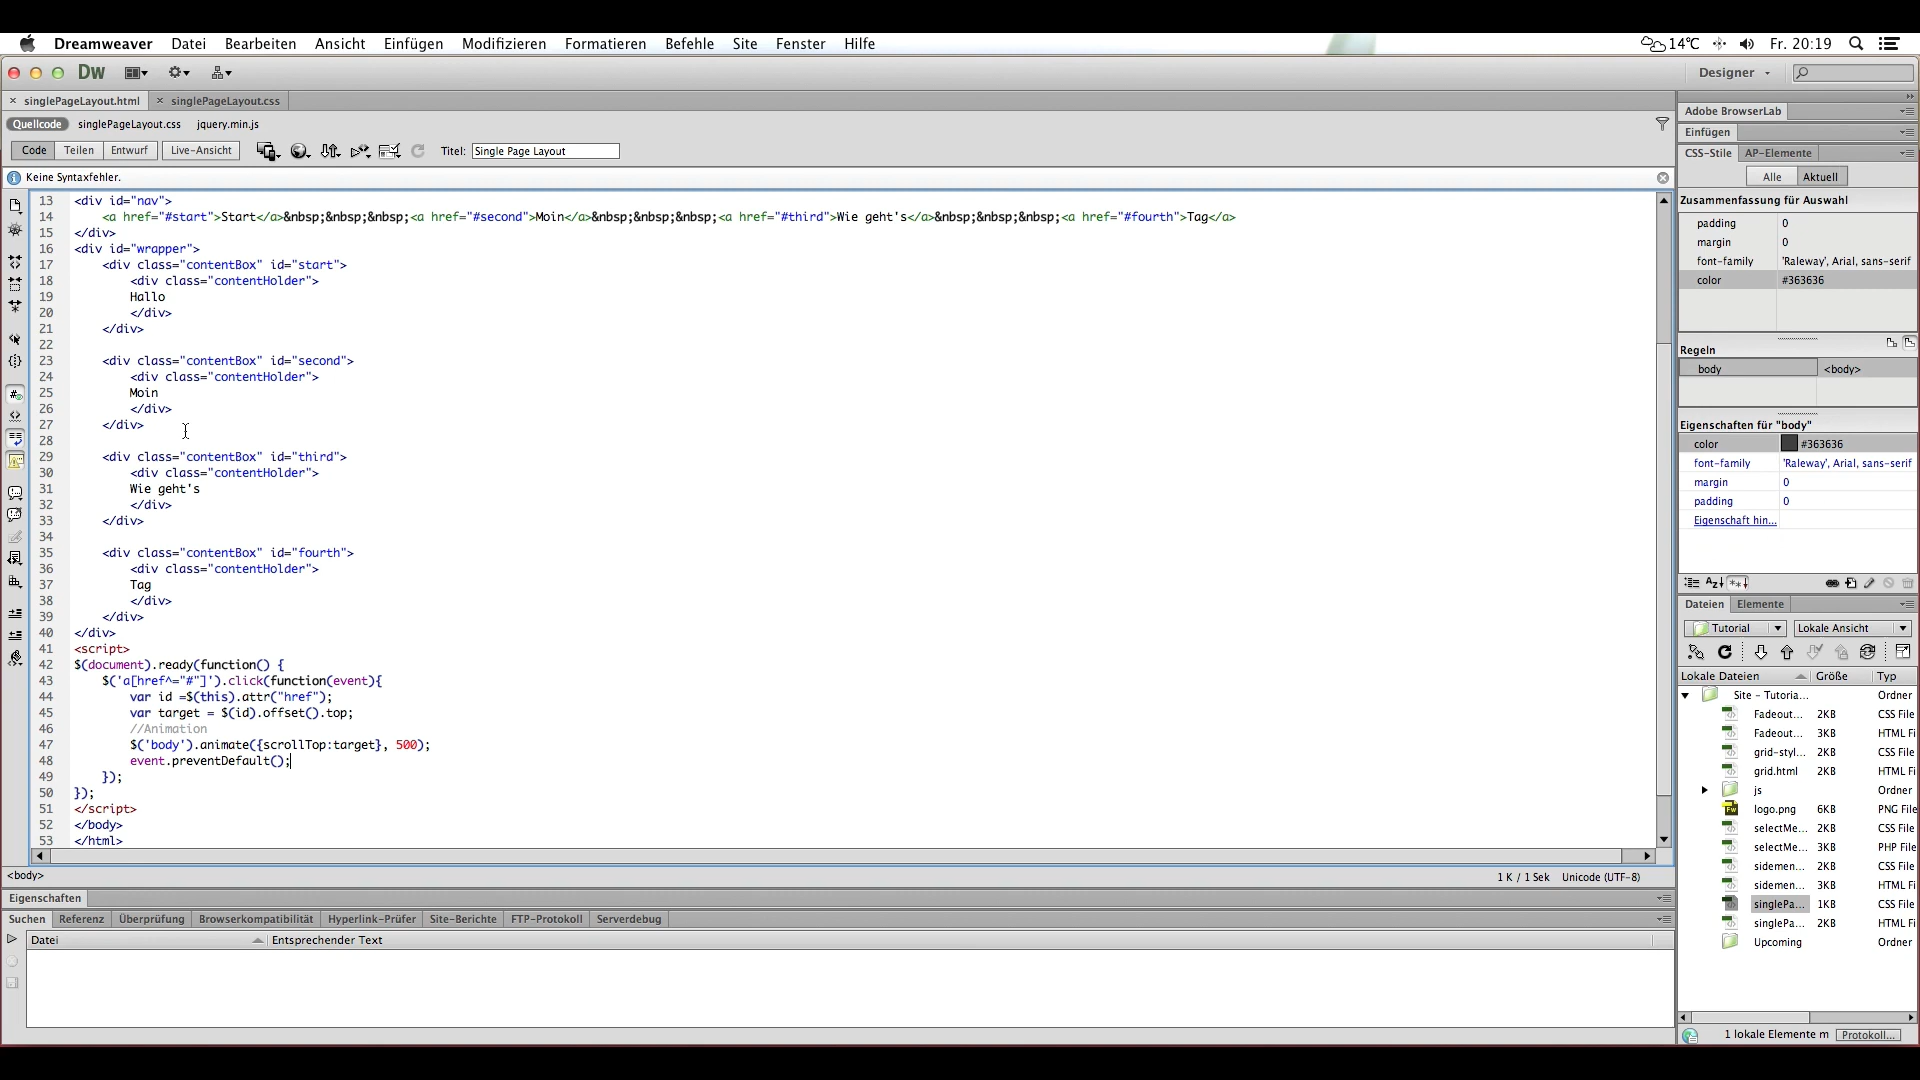 Dreamweaver Datei Bearbeiten Ansicht Einfügen Modifizieren Formatieren Befehle Site Fenster Hilfe 14°C Fr. 20:19
Dw Designer
singlePageLayout.html singlePageLayout.css
Quellcode singlePageLayout.css jquery.min.js
Code Teilen Entwurf Live-Ansicht Titel: Single Page Layout
Keine Syntaxfehler.
13 <div id="nav">
14 <a href="#start">Start</a>&nbsp;&nbsp;&nbsp;<a href="#second">Moin</a>&nbsp;&nbsp;&nbsp;<a href="#third">Wie geht's</a>&nbsp;&nbsp;&nbsp;<a href="#fourth">Tag</a>
15 </div>
16 <div id="wrapper">
17 <div class="contentBox" id="start">
18 <div class="contentHolder">
19 Hallo
20 </div>
21 </div>
22
23 <div class="contentBox" id="second">
24 <div class="contentHolder">
25 Moin
26 </div>
27 </div>
28
29 <div class="contentBox" id="third">
30 <div class="contentHolder">
31 Wie geht's
32 </div>
33 </div>
34
35 <div class="contentBox" id="fourth">
36 <div class="contentHolder">
37 Tag
38 </div>
39 </div>
40 </div>
41 <script>
42 $(document).ready(function() {
43 $('a[href^="#"]').click(function(event){
44 var id =$(this).attr("href");
45 var target = $(id).offset().top;
46 //Animation
47 $('body').animate({scrollTop:target}, 500);
48 event.preventDefault();
49 });
50 });
51 </script>
52 </body>
53 </html>
<body> 1 K / 1 Sek Unicode (UTF-8)
Eigenschaften
Suchen Referenz Überprüfung Browserkompatibilität Hyperlink-Prüfer Site-Berichte FTP-Protokoll Serverdebug
Datei Entsprechender Text
Adobe BrowserLab
Einfügen
CSS-Stile AP-Elemente
Alle Aktuell
Zusammenfassung für Auswahl
padding 0
margin 0
font-family 'Raleway', Arial, sans-serif
color #363636
Regeln
body <body>
Eigenschaften für "body"
color #363636
font-family 'Raleway', Arial, sans-serif
margin 0
padding 0
Eigenschaft hin...
Dateien Elemente
Tutorial Lokale Ansicht
Lokale Dateien Größe Typ
Site - Tutoria... Ordner
Fadeout... 2KB CSS File
Fadeout... 3KB HTML Fi
grid-styl... 2KB CSS File
grid.html 2KB HTML Fi
js Ordner
logo.png 6KB PNG File
selectMe... 2KB CSS File
selectMe... 3KB PHP File
sidemen... 2KB CSS File
sidemen... 3KB HTML Fi
singlePa... 1KB CSS File
singlePa... 2KB HTML Fi
Upcoming Ordner
1 lokale Elemente m Protokoll...